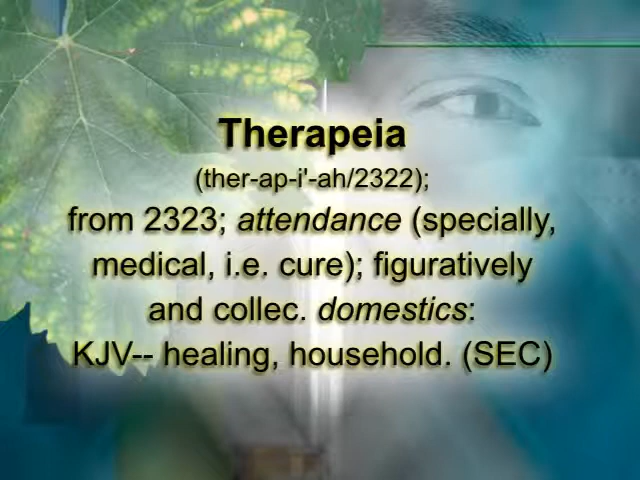 Therapeia
(ther-ap-i'-ah/2322);
from 2323; attendance (specially,
medical, i.e. cure); figuratively
and collec. domestics:
KJV-- healing, household. (SEC)